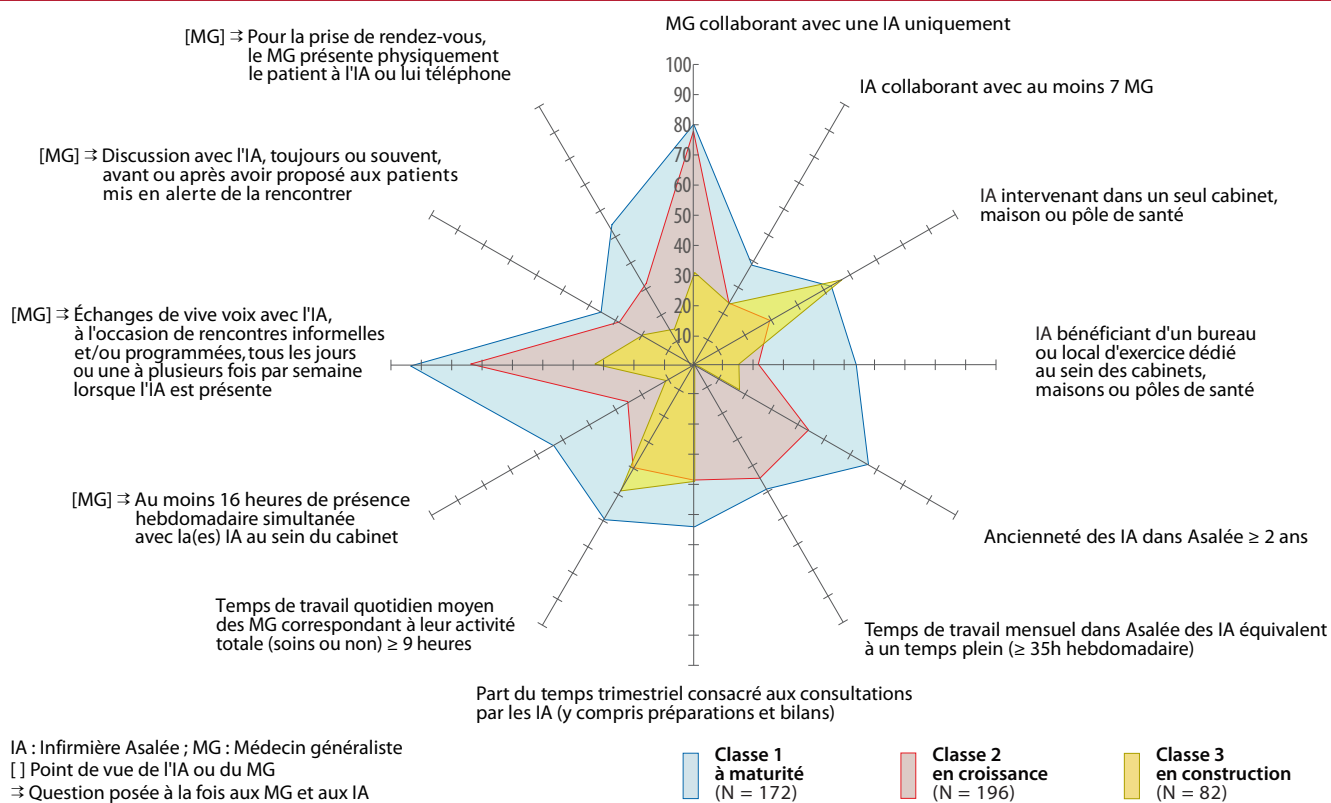 MG collaborant avec une IA uniquement
[MG] ⇉ Pour la prise de rendez-vous,
le MG présente physiquement
le patient à l'IA ou lui téléphone
IA collaborant avec au moins 7 MG
[MG] ⇉ Discussion avec l'IA, toujours ou souvent,
avant ou après avoir proposé aux patients
mis en alerte de la rencontrer
IA intervenant dans un seul cabinet,
maison ou pôle de santé
100
90
80
70
60
50
40
30
20
10
[MG] ⇉ Échanges de vive voix avec l'IA,
à l'occasion de rencontres informelles
et/ou programmées, tous les jours
ou une à plusieurs fois par semaine
lorsque l'IA est présente
IA bénéficiant d'un bureau
ou local d'exercice dédié
au sein des cabinets,
maisons ou pôles de santé
[MG] ⇉ Au moins 16 heures de présence
hebdomadaire simultanée
avec la(es) IA au sein du cabinet
Ancienneté des IA dans Asalée ≥ 2 ans
Temps de travail quotidien moyen
des MG correspondant à leur activité
totale (soins ou non) ≥ 9 heures
Temps de travail mensuel dans Asalée des IA équivalent
à un temps plein (≥ 35h hebdomadaire)
Part du temps trimestriel consacré aux consultations
par les IA (y compris préparations et bilans)
IA : Infirmière Asalée ; MG : Médecin généraliste
[ ] Point de vue de l'IA ou du MG
⇉ Question posée à la fois aux MG et aux IA
Classe 1
à maturité
(N = 172)
Classe 2
en croissance
(N = 196)
Classe 3
en construction
(N = 82)